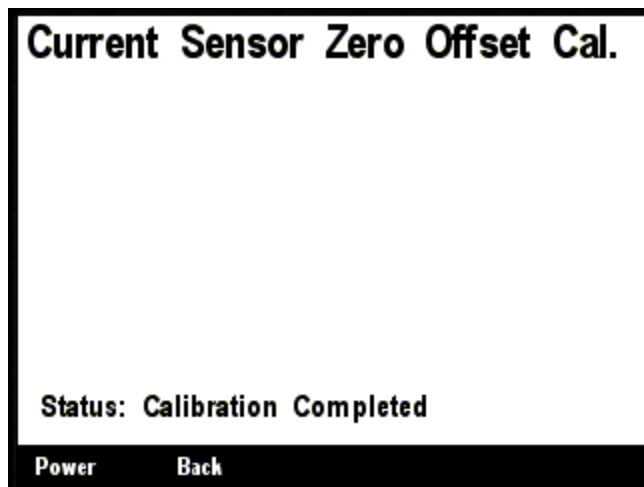 Current Sensor Zero Offset Cal.
Status: Calibration Completed
Power Back